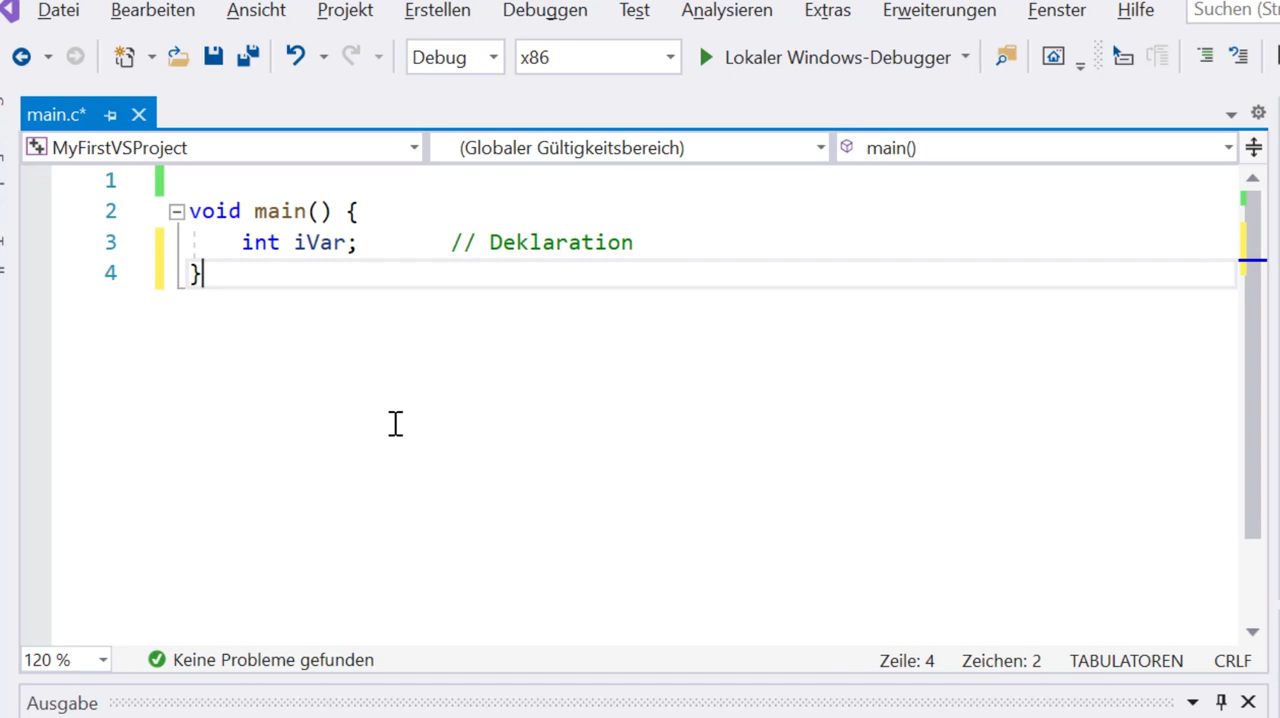 Datei Bearbeiten Ansicht Projekt Erstellen Debuggen Test Analysieren Extras Erweiterungen Fenster Hilfe Suchen (St
Debug x86 Lokaler Windows-Debugger
main.c*
MyFirstVSProject (Globaler Gültigkeitsbereich) main()
1
2 void main() {
3 int iVar; // Deklaration
4 }
120 % Keine Probleme gefunden Zeile: 4 Zeichen: 2 TABULATOREN CRLF
Ausgabe